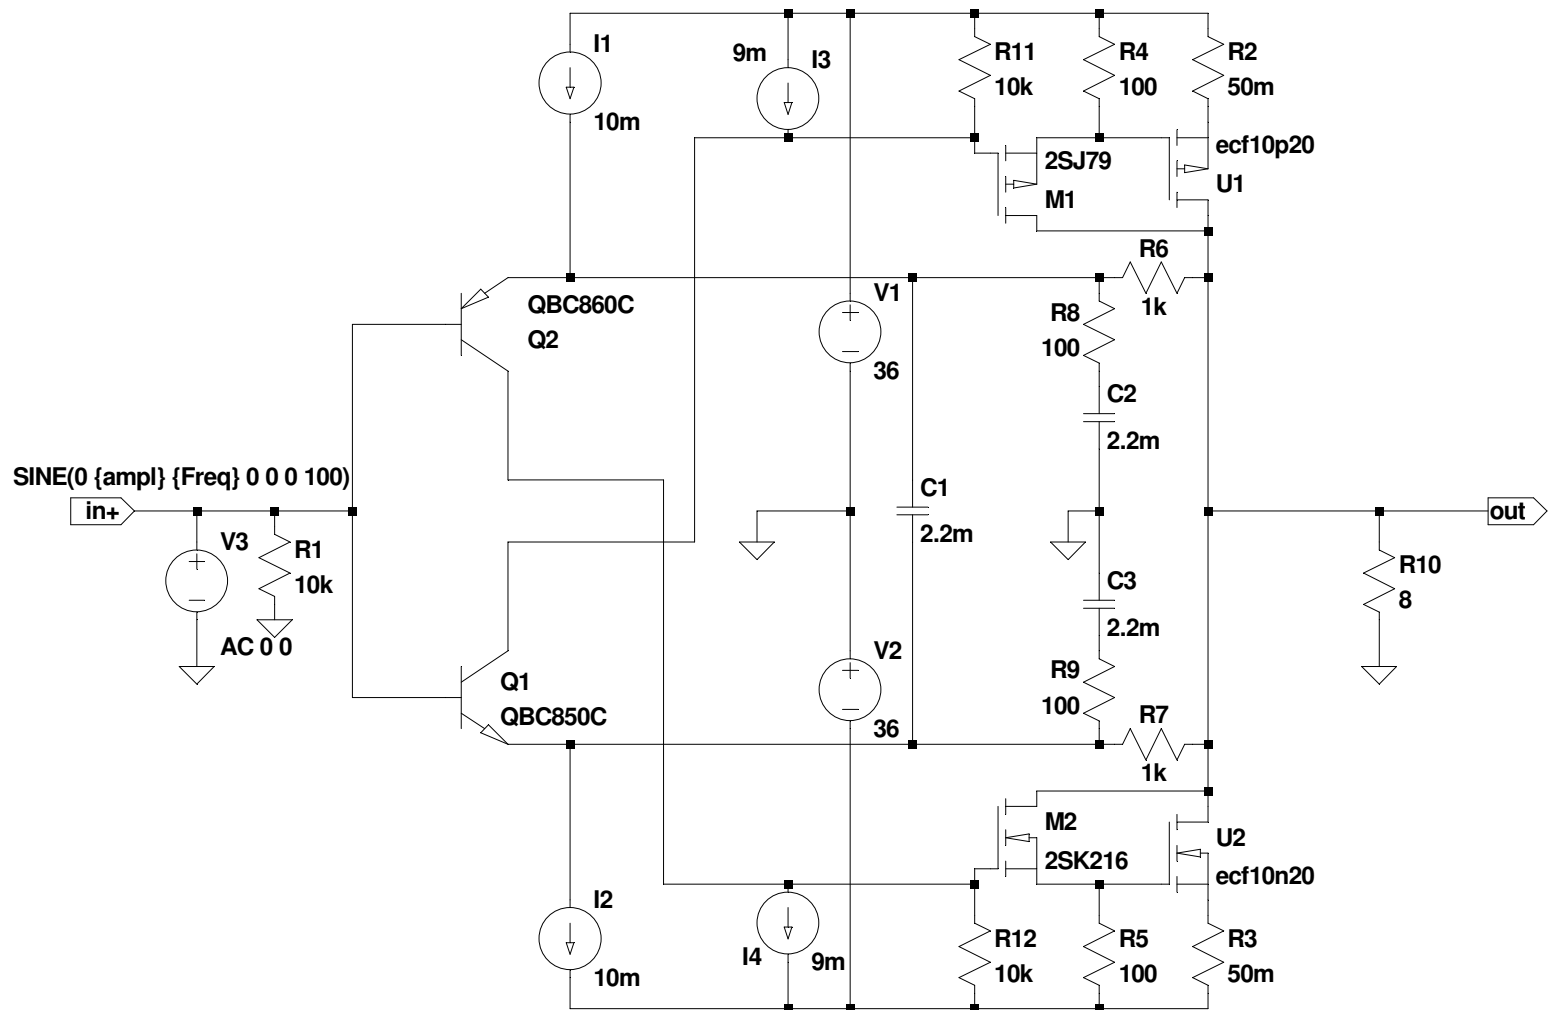 I1
10m
9m
I3
R11
10k
R4
100
R2
50m
2SJ79
M1
ecf10p20
U1
QBC860C
Q2
V1
36
R6
1k
R8
100
C2
2.2m
SINE(0 {ampl} {Freq} 0 0 0 100)
in+
V3
R1
10k
AC 0 0
C1
2.2m
out
R10
8
C3
2.2m
V2
36
R9
100
R7
1k
Q1
QBC850C
M2
2SK216
U2
ecf10n20
I2
10m
I4
9m
R12
10k
R5
100
R3
50m